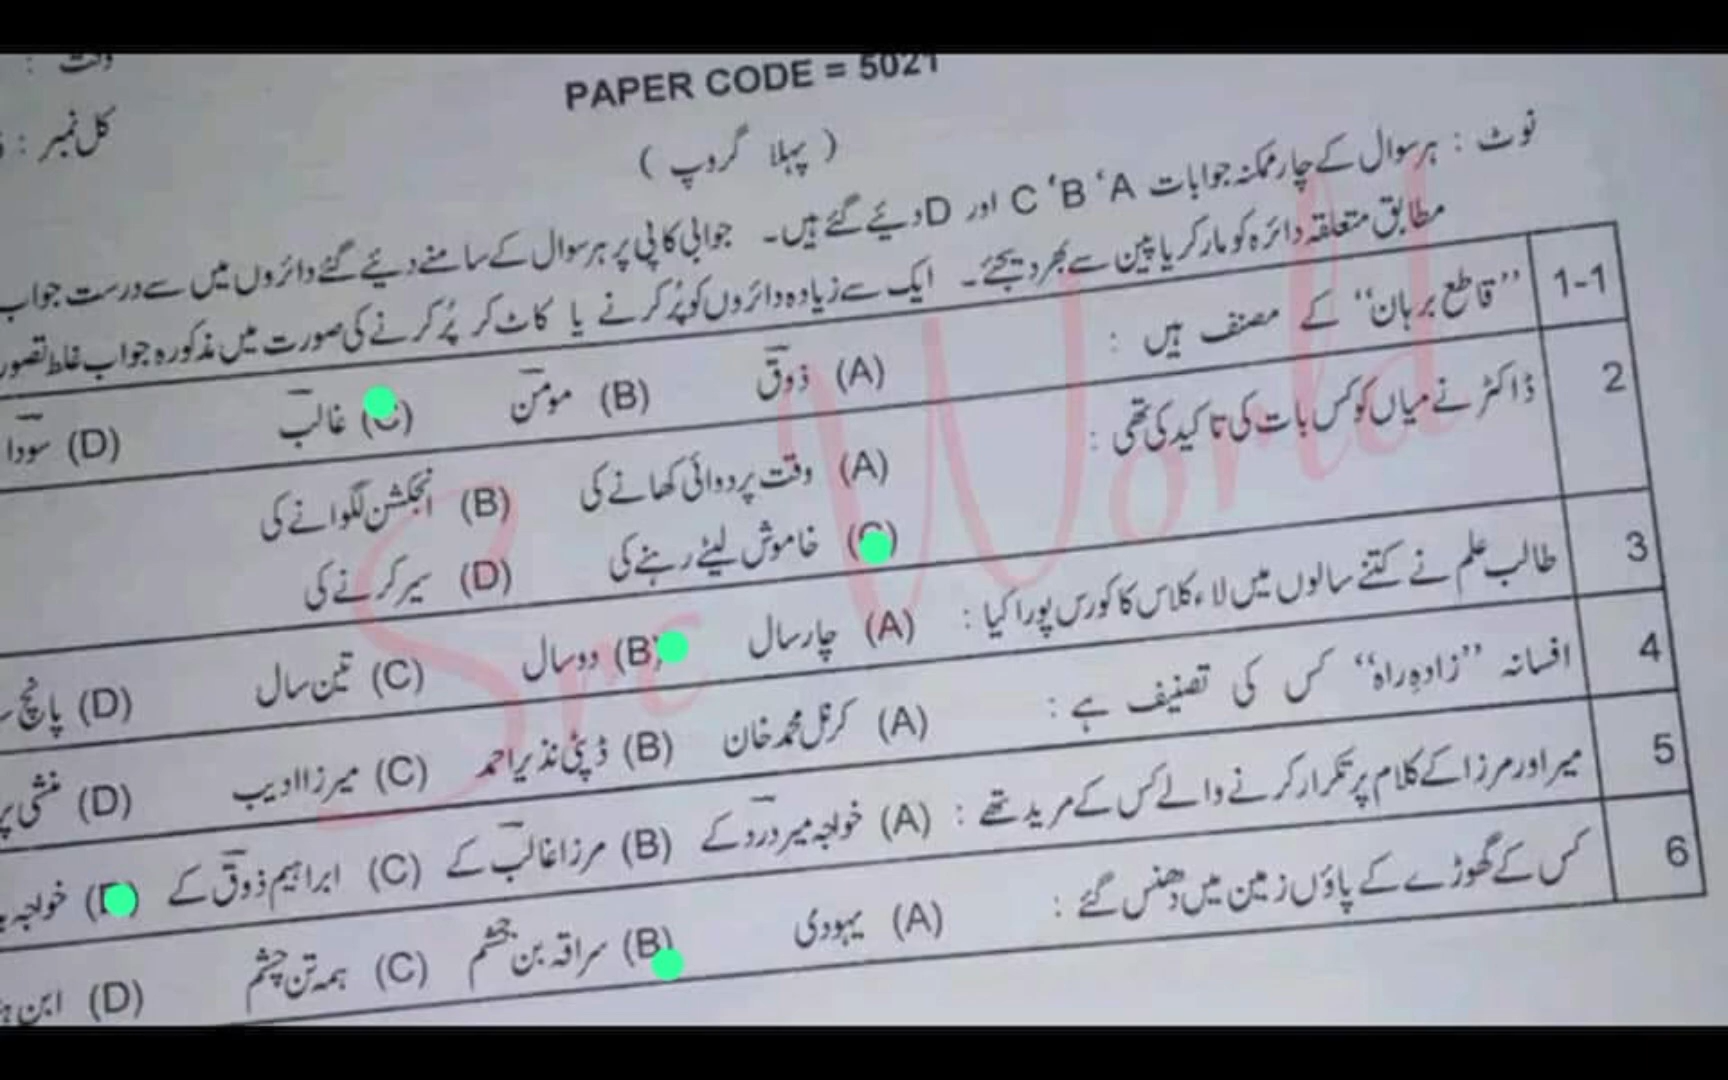 وقت :
کل نمبر :
PAPER CODE = 5021
( پہلا گروپ )
نوٹ : ہر سوال کے چار ممکنہ جوابات A ‘ B ‘ C اور D دیئے گئے ہیں۔ جوابی کاپی پر ہر سوال کے سامنے دیئے گئے دائروں میں سے درست جواب
مطابق متعلقہ دائرہ کو مارکر یا پین سے بھر دیجئے۔ ایک سے زیادہ دائروں کو پُر کرنے یا کاٹ کر پُر کرنے کی صورت میں مذکورہ جواب غلط تصور
1-1 ’’قاطع برہان‘‘ کے مصنف ہیں :
(A) ذوق (B) مومن (C) غالب (D) سودا
2 ڈاکٹر نے میاں کو کس بات کی تاکید کی تھی :
(A) وقت پر دوائی کھانے کی (B) انجکشن لگوانے کی
(C) خاموش لیٹے رہنے کی (D) سیر کرنے کی
3 طالب علم نے کتنے سالوں میں لاء کلاس کا کورس پورا کیا : (A) چار سال (B) دو سال (C) تین سال (D) پانچ
4 افسانہ ’’زادِ راہ‘‘ کس کی تصنیف ہے : (A) کرنل محمد خان (B) ڈپٹی نذیر احمد (C) میرزا ادیب (D) منشی
5 میر اور مرزا کے کلام پر تکرار کرنے والے کس کے مرید تھے : (A) خواجہ میر درد کے (B) مرزا غالب کے (C) ابراہیم ذوق کے (D) خواجہ
6 کس کے گھوڑے کے پاؤں زمین میں دھنس گئے : (A) یہودی (B) سراقہ بن جشم (C) ہمہ تن چشم (D) ابن
Src World